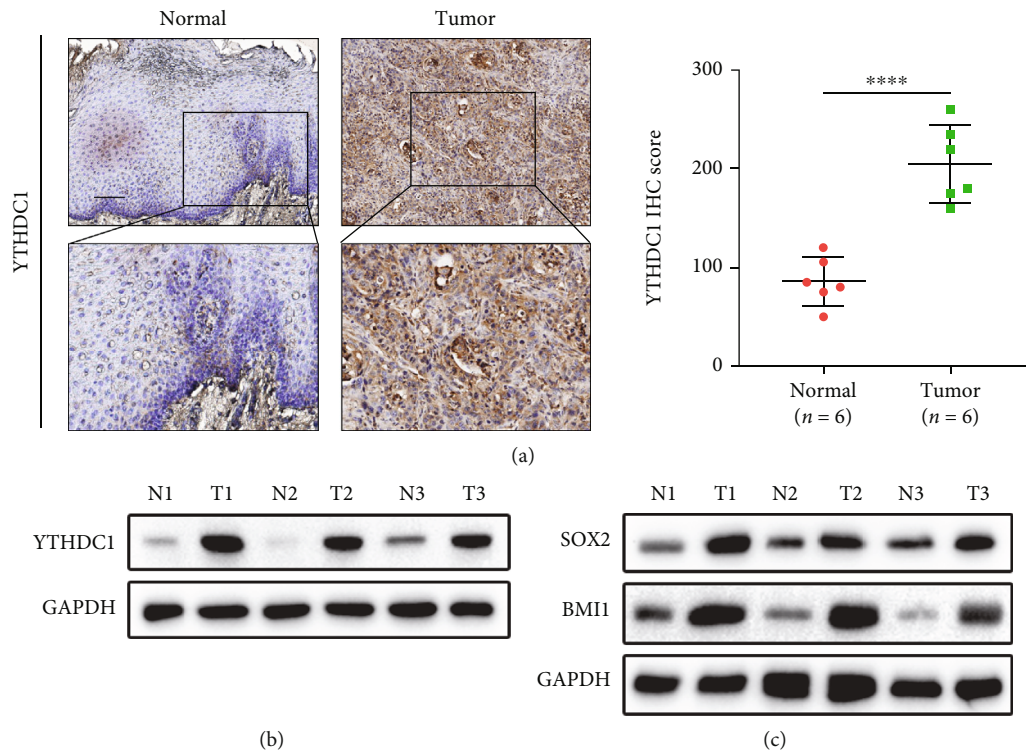 Normal
Tumor
YTHDC1
YTHDC1 IHC score
300
200
100
0
****
Normal
(n = 6)
Tumor
(n = 6)
(a)
N1 T1 N2 T2 N3 T3
YTHDC1
GAPDH
(b)
N1 T1 N2 T2 N3 T3
SOX2
BMI1
GAPDH
(c)